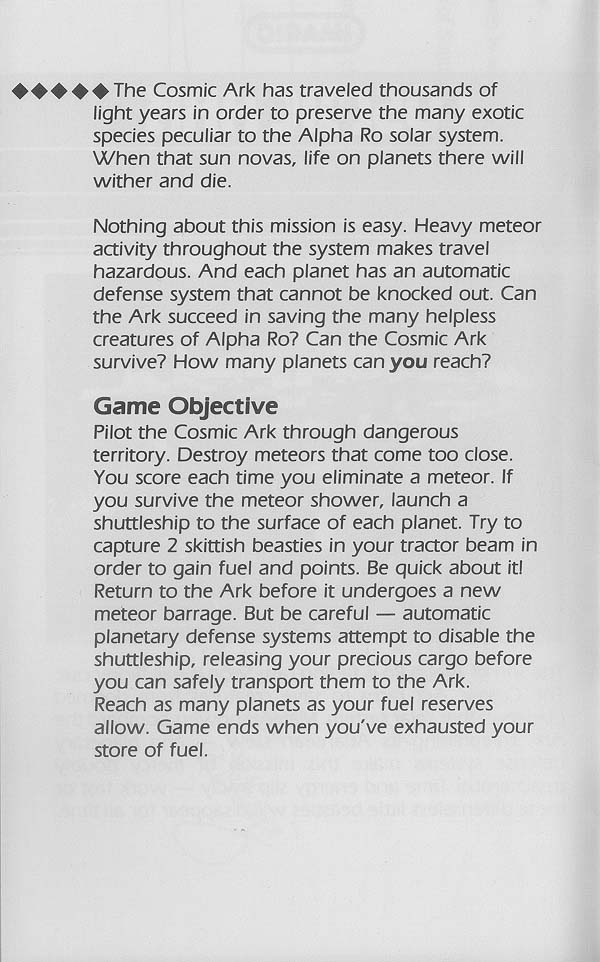 ◆◆◆◆◆ The Cosmic Ark has traveled thousands of
light years in order to preserve the many exotic
species peculiar to the Alpha Ro solar system.
When that sun novas, life on planets there will
wither and die.
Nothing about this mission is easy. Heavy meteor
activity throughout the system makes travel
hazardous. And each planet has an automatic
defense system that cannot be knocked out. Can
the Ark succeed in saving the many helpless
creatures of Alpha Ro? Can the Cosmic Ark
survive? How many planets can you reach?
Game Objective
Pilot the Cosmic Ark through dangerous
territory. Destroy meteors that come too close.
You score each time you eliminate a meteor. If
you survive the meteor shower, launch a
shuttleship to the surface of each planet. Try to
capture 2 skittish beasties in your tractor beam in
order to gain fuel and points. Be quick about it!
Return to the Ark before it undergoes a new
meteor barrage. But be careful — automatic
planetary defense systems attempt to disable the
shuttleship, releasing your precious cargo before
you can safely transport them to the Ark.
Reach as many planets as your fuel reserves
allow. Game ends when you've exhausted your
store of fuel.